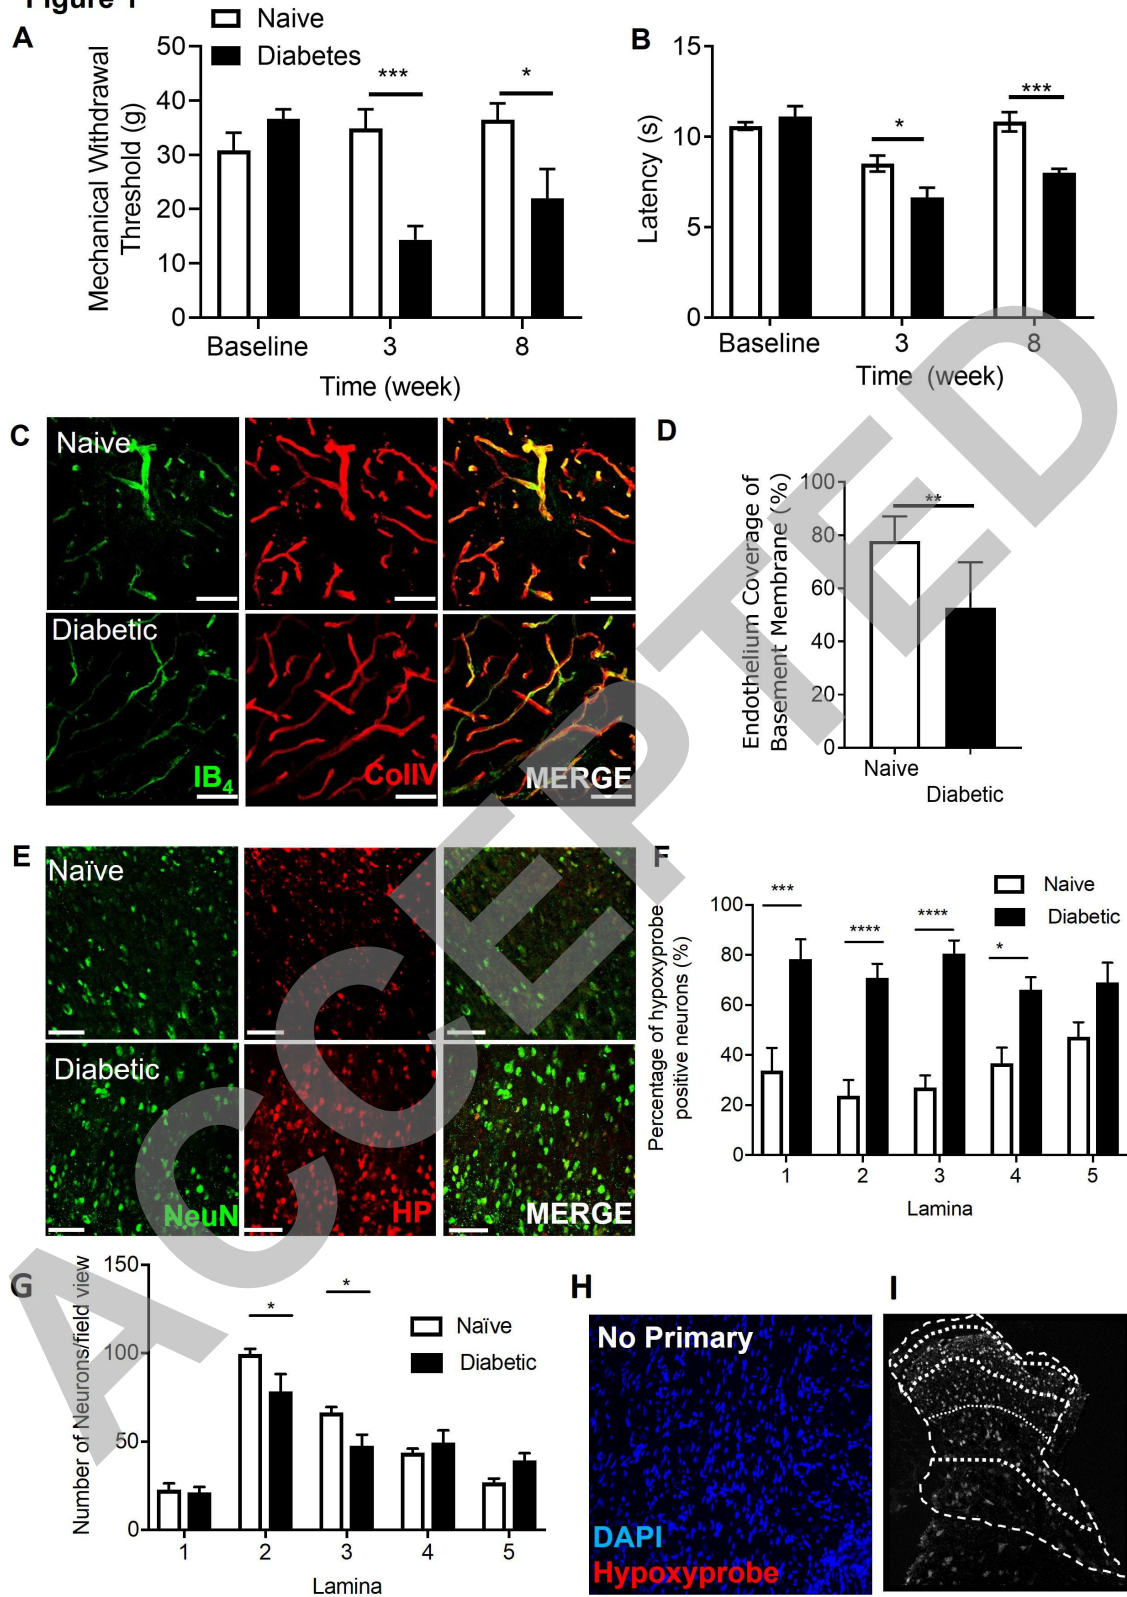 Figure 1
A
Naive
Diabetes
Mechanical Withdrawal
Threshold (g)
50
40
30
20
10
0
***
*
Baseline
3
8
Time (week)
B
Latency (s)
15
10
5
0
*
***
Baseline
3
8
Time (week)
C
Naive
Diabetic
IB4
ColIV
MERGE
D
Endothelium Coverage of
Basement Membrane (%)
100
80
60
40
20
0
**
Naive
Diabetic
E
Naïve
Diabetic
NeuN
HP
MERGE
F
Naive
Diabetic
Percentage of hypoxyprobe
positive neurons (%)
100
80
60
40
20
0
***
****
****
*
1
2
3
4
5
Lamina
G
Number of Neurons/field view
150
100
50
0
*
*
Naïve
Diabetic
1
2
3
4
5
Lamina
H
No Primary
DAPI
Hypoxyprobe
I
ACCEPTED